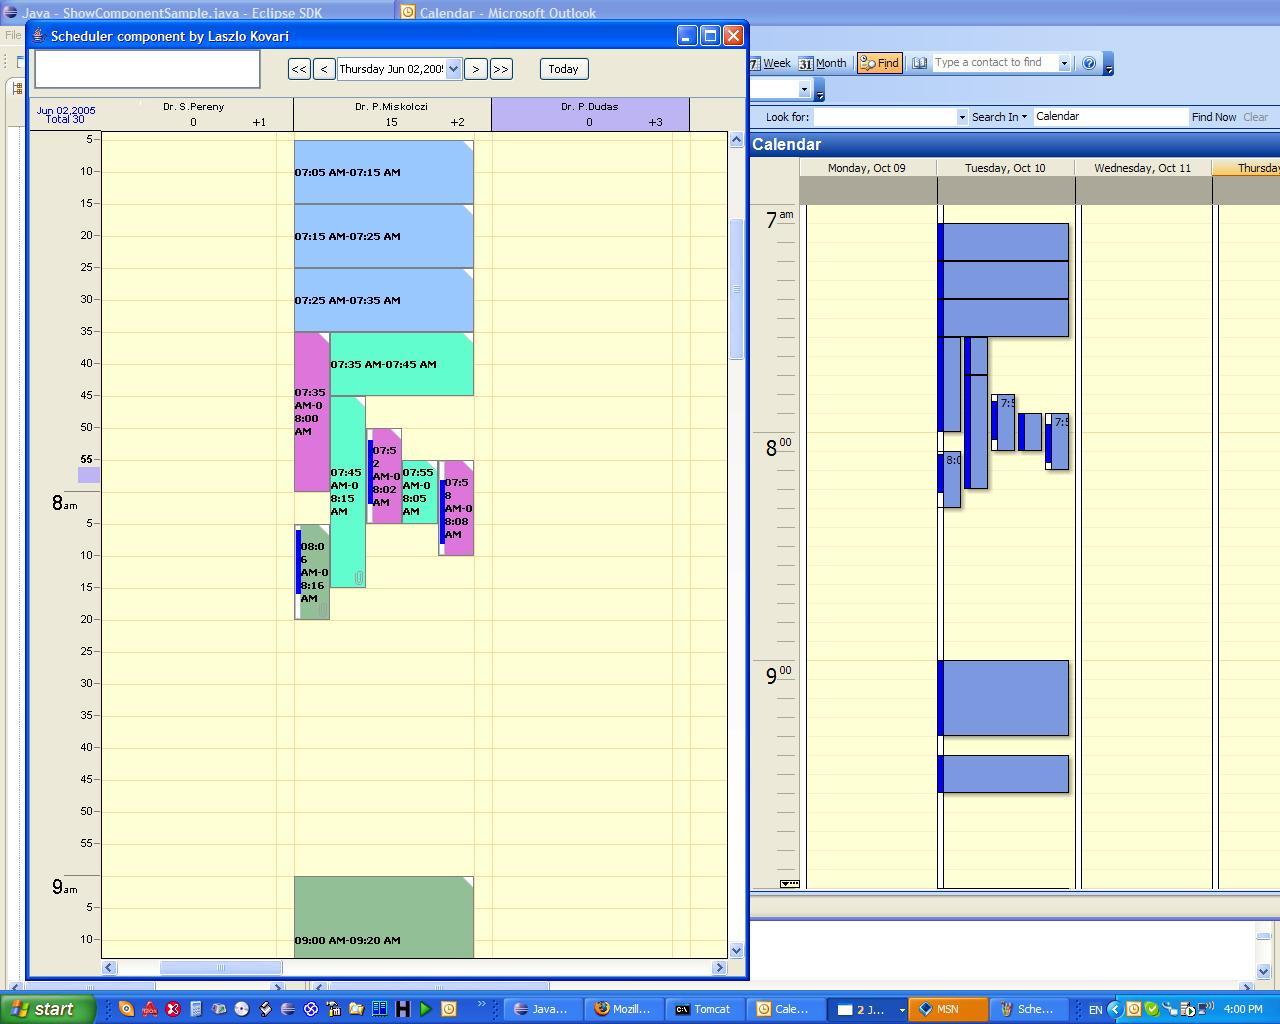 Java - ShowComponentSample.java - Eclipse SDK
Calendar - Microsoft Outlook
File
Scheduler component by Laszlo Kovari
<< < Thursday Jun 02,2005 > >> Today
Week 31 Month Find Type a contact to find
Look for: Search In Calendar Find Now Clear
Calendar
Jun 02,2005
Total 30
Dr. S.Pereny
0 +1
Dr. P.Miskolczi
15 +2
Dr. P.Dudas
0 +3
Monday, Oct 09
Tuesday, Oct 10
Wednesday, Oct 11
Thursday
5
10
15
20
25
30
35
40
45
50
55
8am
5
10
15
20
25
30
35
40
45
50
55
9am
5
10
07:05 AM-07:15 AM
07:15 AM-07:25 AM
07:25 AM-07:35 AM
07:35 AM-07:45 AM
07:35
AM-0
8:00
AM
07:45
AM-0
8:15
AM
07:5
2
AM-0
8:02
AM
07:55
AM-0
8:05
AM
07:5
8
AM-0
8:08
AM
08:0
6
AM-0
8:16
AM
09:00 AM-09:20 AM
7 am
8 00
9 00
7:5
7:5
8:0
start
Java...
Mozill...
Tomcat
Cale...
2 J...
MSN
Sche...
EN
4:00 PM